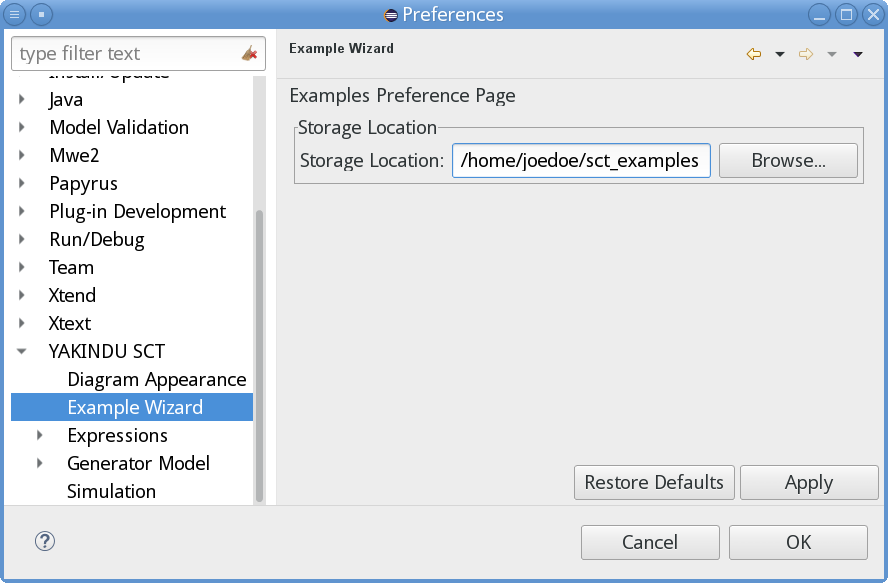 Preferences
type filter text
Install/Update
Java
Model Validation
Mwe2
Papyrus
Plug-in Development
Run/Debug
Team
Xtend
Xtext
YAKINDU SCT
Diagram Appearance
Example Wizard
Expressions
Generator Model
Simulation
Example Wizard
Examples Preference Page
Storage Location
Storage Location: /home/joedoe/sct_examples Browse...
Restore Defaults Apply
? Cancel OK